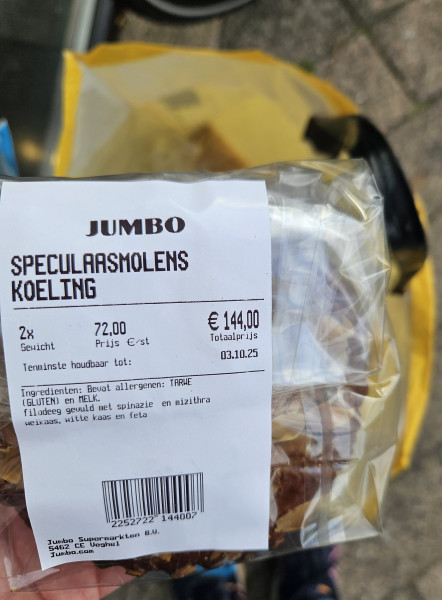 JUMBO
SPECULAASMOLENS
KOELING
2x 72,00 € 144,00
Gewicht Prijs €/st Totaalprijs
Tenminste houdbaar tot: 03.10.25
Ingredienten: Bevat allergenen: TARWE
(GLUTEN) en MELK.
filodeeg gevuld met spinazie en mizithra
weikaas, witte kaas en feta
2252722 144007
Jumbo Supermarkten B.V.
5462 CE Veghel
Jumbo.com